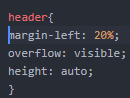 header{
margin-left: 20%;
overflow: visible;
height: auto;
}